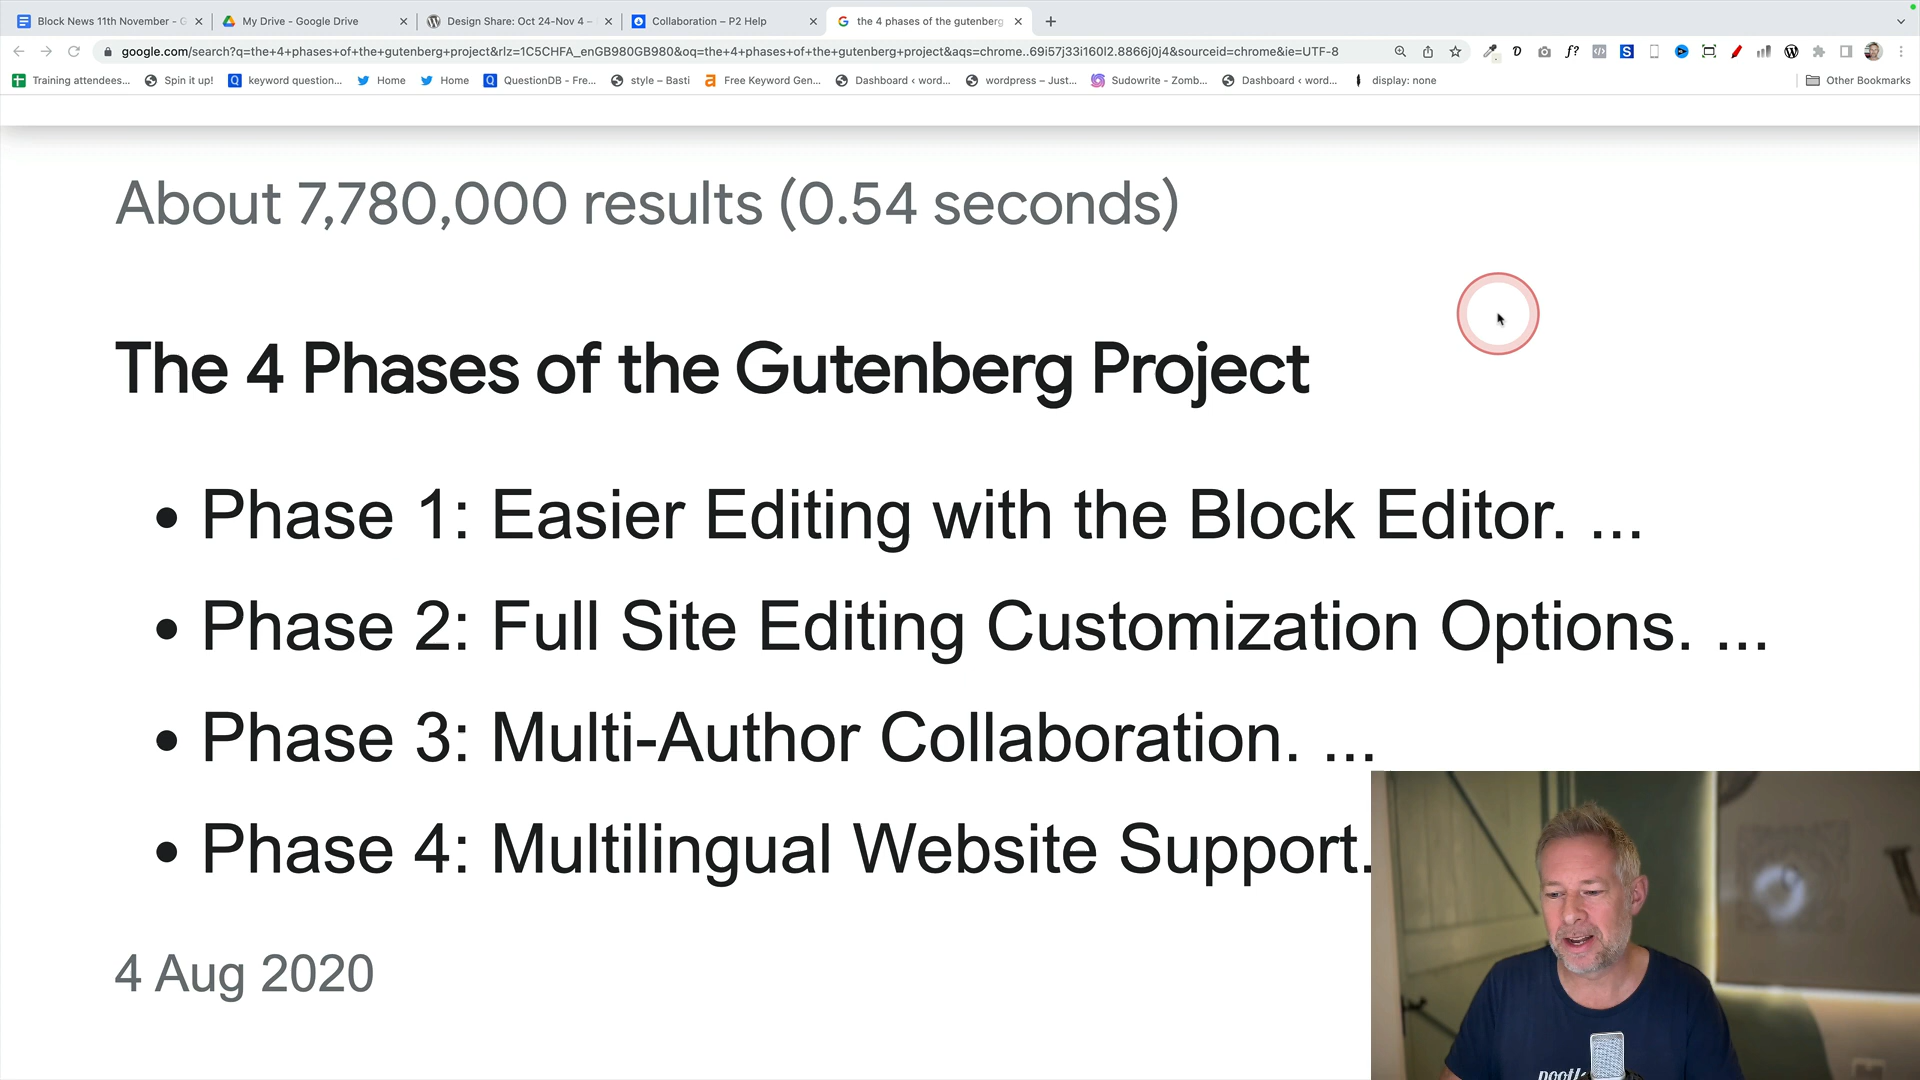 Block News 11th November - G
My Drive - Google Drive
Design Share: Oct 24-Nov 4 –
Collaboration – P2 Help
the 4 phases of the gutenberg
google.com/search?q=the+4+phases+of+the+gutenberg+project&rlz=1C5CHFA_enGB980GB980&oq=the+4+phases+of+the+gutenberg+project&aqs=chrome..69i57j33i160l2.8866j0j4&sourceid=chrome&ie=UTF-8
Training attendees...
Spin it up!
keyword question...
Home
Home
QuestionDB - Fre...
style – Basti
Free Keyword Gen...
Dashboard ‹ word...
wordpress – Just...
Sudowrite - Zomb...
Dashboard ‹ word...
display: none
Other Bookmarks
About 7,780,000 results (0.54 seconds)
The 4 Phases of the Gutenberg Project
• Phase 1: Easier Editing with the Block Editor. ...
• Phase 2: Full Site Editing Customization Options. ...
• Phase 3: Multi-Author Collaboration. ...
• Phase 4: Multilingual Website Support.
4 Aug 2020